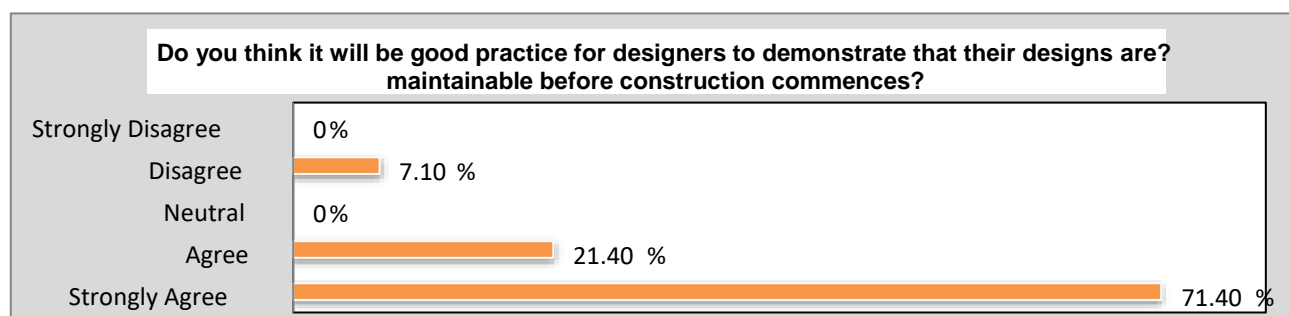 Do you think it will be good practice for designers to demonstrate that their designs are?
maintainable before construction commences?
Strongly Disagree 0%
Disagree 7.10 %
Neutral 0%
Agree 21.40 %
Strongly Agree 71.40 %